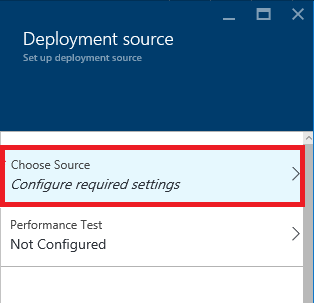 Deployment source
Set up deployment source
Choose Source
Configure required settings
Performance Test
Not Configured